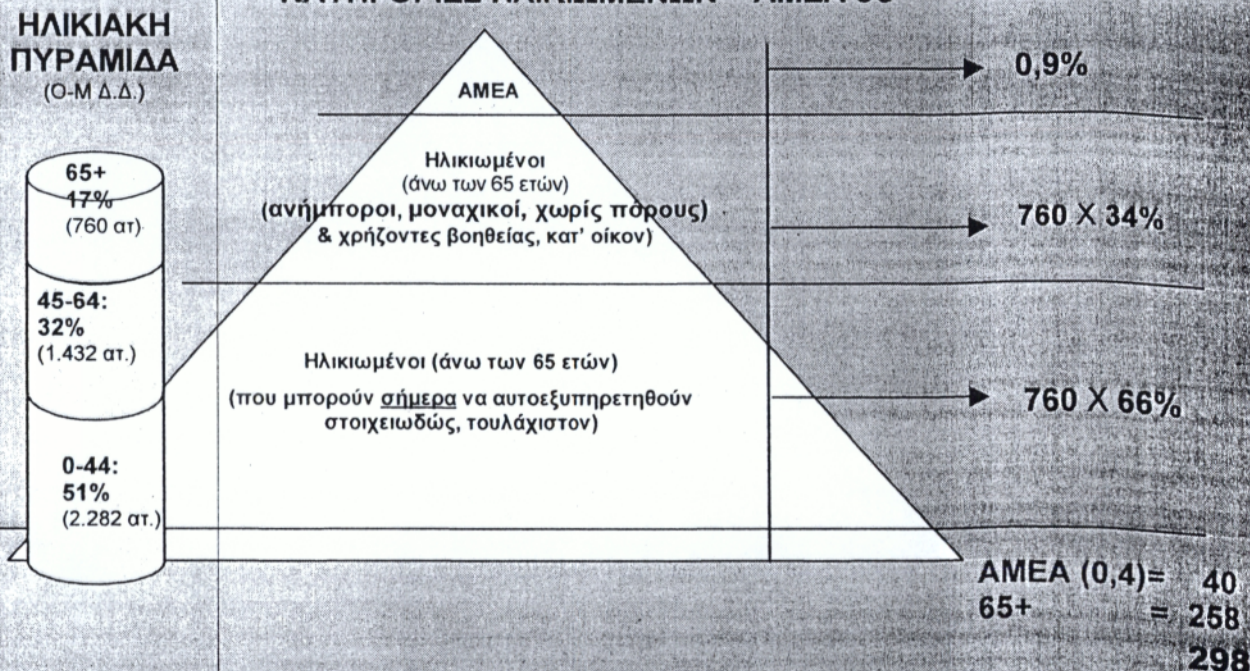 ΗΛΙΚΙΑΚΗ
ΠΥΡΑΜΙΔΑ
(Ο-Μ Δ.Δ.)
65+
17%
(760 ατ)
45-64:
32%
(1.432 ατ.)
0-44:
51%
(2.282 ατ.)
ΑΜΕΑ
Ηλικιωμένοι
(άνω των 65 ετών)
(ανήμποροι, μοναχικοί, χωρίς πόρους)
& χρήζοντες βοηθείας, κατ' οίκον)
Ηλικιωμένοι (άνω των 65 ετών)
(που μπορούν σήμερα να αυτοεξυπηρετηθούν
στοιχειωδώς, τουλάχιστον)
0,9%
760 Χ 34%
760 Χ 66%
ΑΜΕΑ (0,4)= 40
65+ = 258
298